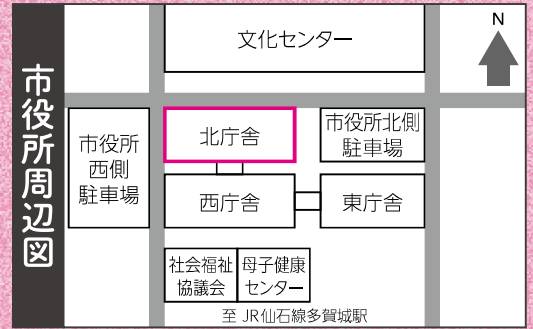 市役所周辺図
N
文化センター
市役所
西側
駐車場
北庁舎
市役所北側
駐車場
西庁舎
東庁舎
社会福祉
協議会
母子健康
センター
至 JR仙石線多賀城駅